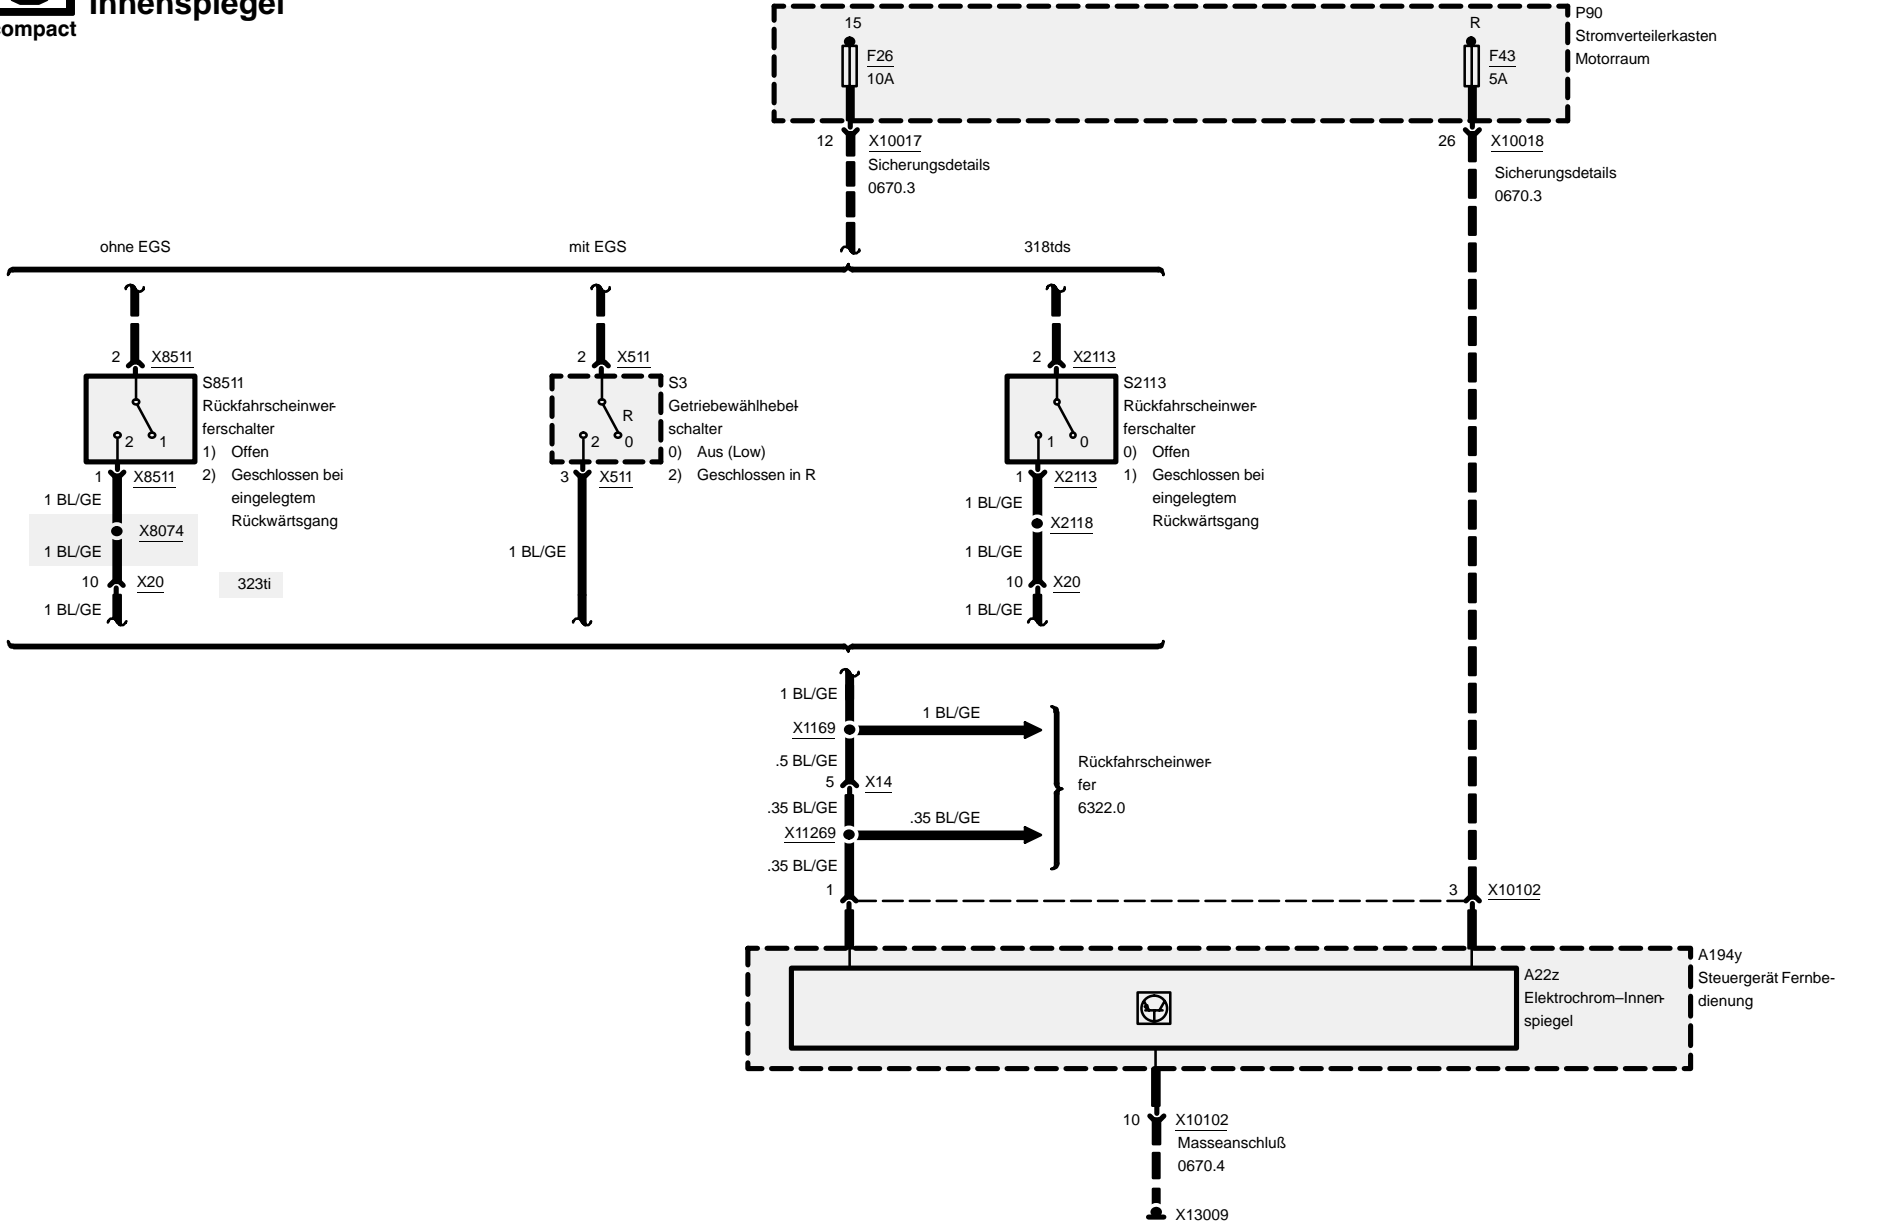 Innenspiegel
compact
15
R
P90
Stromverteilerkasten
Motorraum
F26
10A
F43
5A
12
X10017
Sicherungsdetails
0670.3
26
X10018
Sicherungsdetails
0670.3
ohne EGS
mit EGS
318tds
2
X8511
S8511
Rückfahrscheinwer-
ferschalter
1) Offen
2) Geschlossen bei
eingelegtem
Rückwärtsgang
2
1
1
X8511
1 BL/GE
X8074
1 BL/GE
10
X20
323ti
1 BL/GE
2
X511
S3
Getriebewählhebel-
schalter
0) Aus (Low)
2) Geschlossen in R
R
2
0
3
X511
1 BL/GE
2
X2113
S2113
Rückfahrscheinwer-
ferschalter
0) Offen
1) Geschlossen bei
eingelegtem
Rückwärtsgang
1
0
1
X2113
1 BL/GE
X2118
1 BL/GE
10
X20
1 BL/GE
1 BL/GE
X1169
1 BL/GE
.5 BL/GE
5
X14
Rückfahrscheinwer-
fer
6322.0
.35 BL/GE
X11269
.35 BL/GE
.35 BL/GE
1
3
X10102
A194y
Steuergerät Fernbe-
dienung
A22z
Elektrochrom–Innen-
spiegel
10
X10102
Masseanschluß
0670.4
X13009